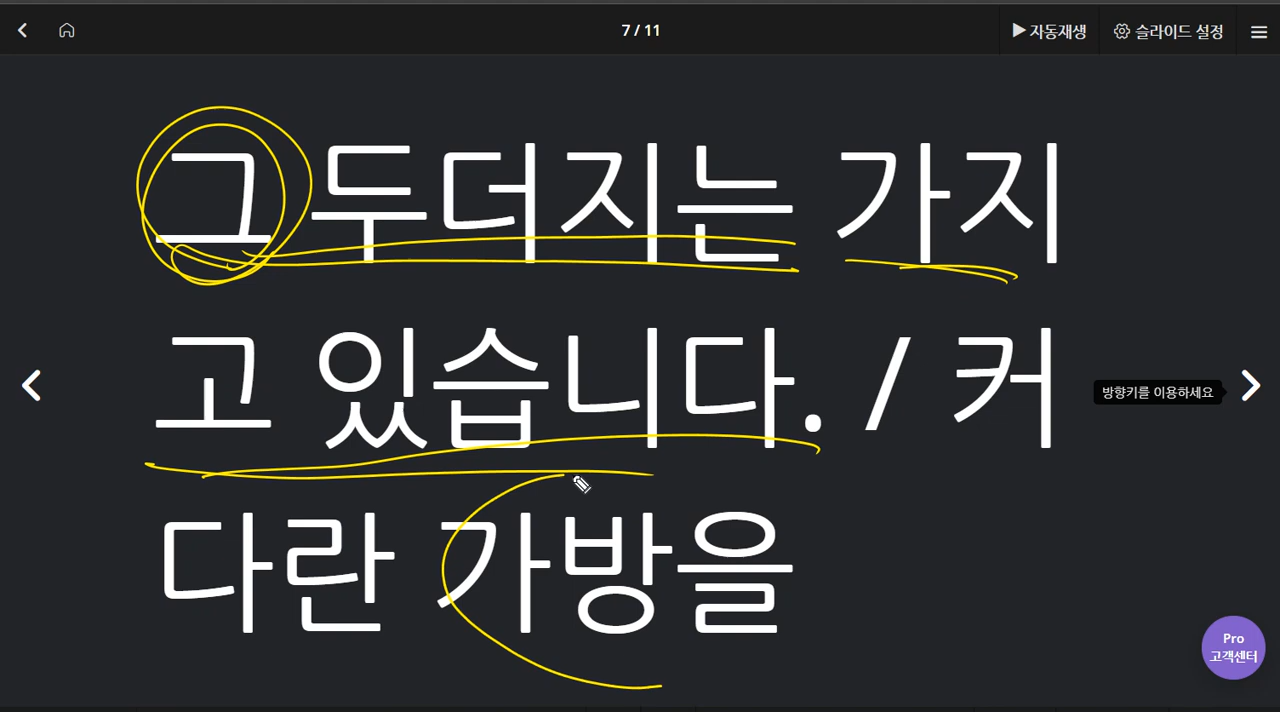 7 / 11
▶자동재생
슬라이드 설정
그두더지는 가지
고 있습니다. / 커
다란 가방을
방향키를 이용하세요
Pro
고객센터